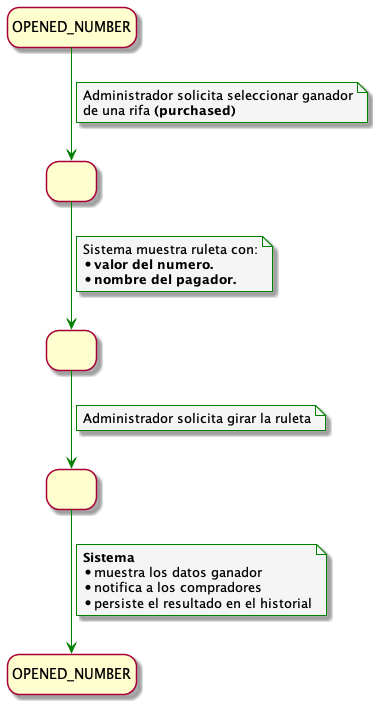 OPENED_NUMBER
Administrador solicita seleccionar ganador
de una rifa (purchased)
Sistema muestra ruleta con:
• valor del numero.
• nombre del pagador.
Administrador solicita girar la ruleta
Sistema
• muestra los datos ganador
• notifica a los compradores
• persiste el resultado en el historial
OPENED_NUMBER